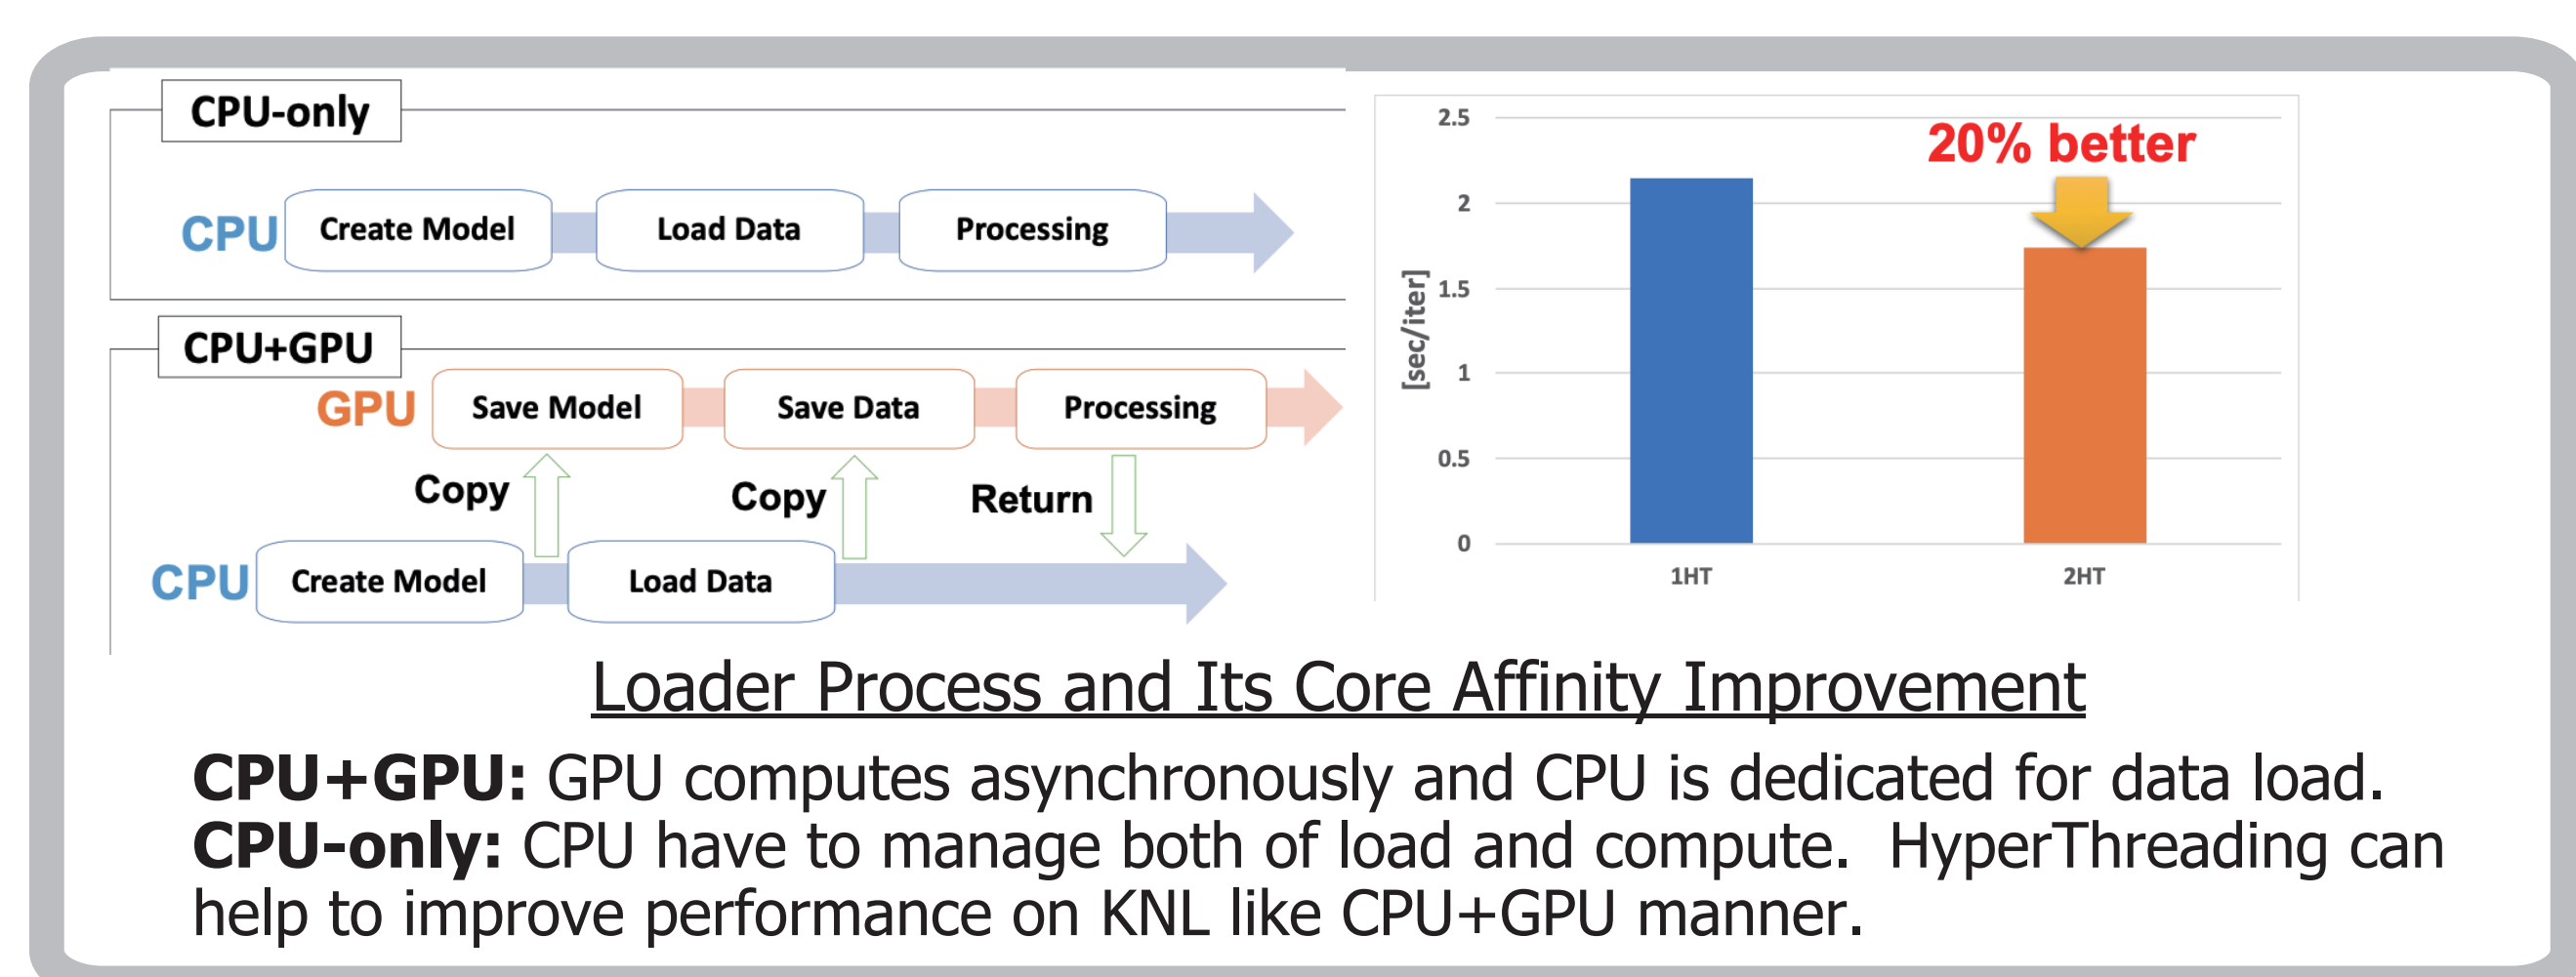 CPU-only
CPU
Create Model
Load Data
Processing
CPU+GPU
GPU
Save Model
Save Data
Processing
Copy
Copy
Return
CPU
Create Model
Load Data
2.5
2
1.5
1
0.5
0
[sec/iter]
20% better
1HT
2HT
Loader Process and Its Core Affinity Improvement
CPU+GPU: GPU computes asynchronously and CPU is dedicated for data load.
CPU-only: CPU have to manage both of load and compute.  HyperThreading can
help to improve performance on KNL like CPU+GPU manner.